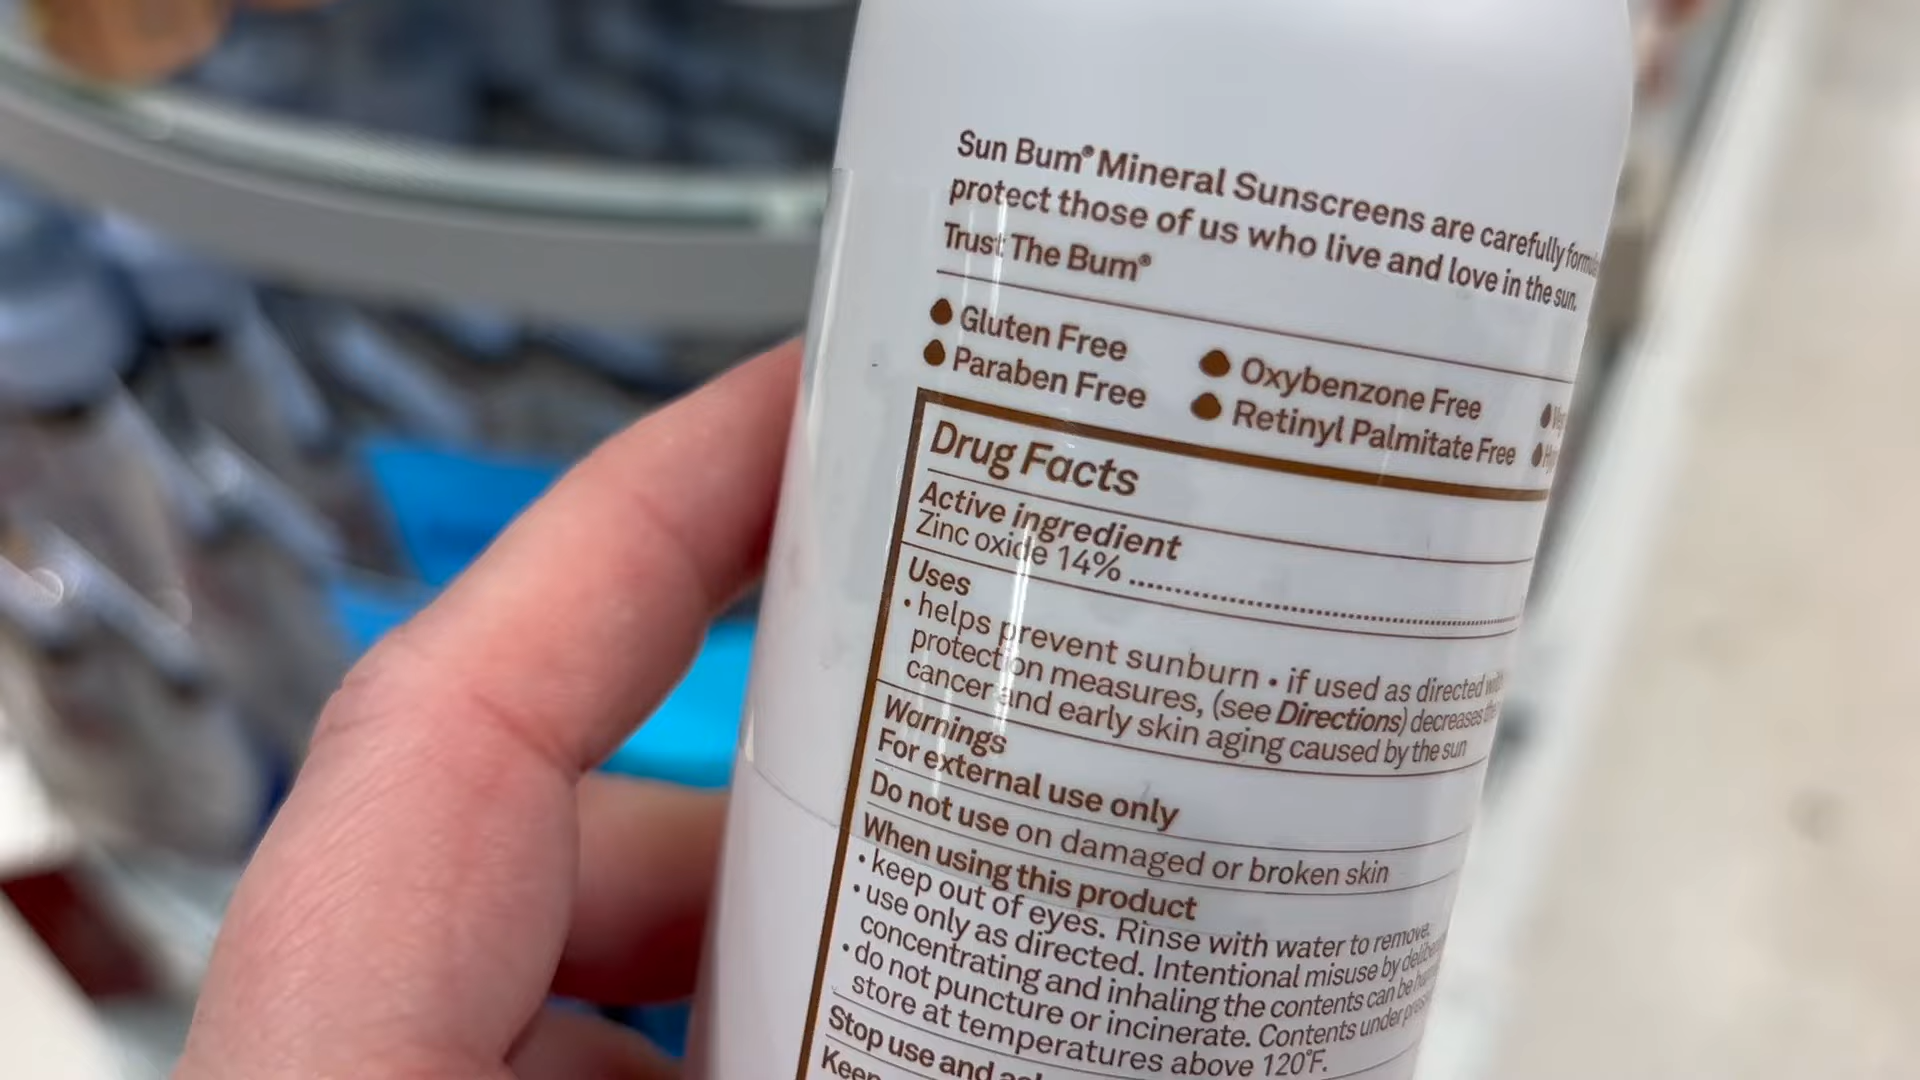 Sun Bum® Mineral Sunscreens are carefully
protect those of us who live and love in the sun.
Trust The Bum®
Gluten Free
Oxybenzone Free
Paraben Free
Retinyl Palmitate Free
Drug Facts
Active ingredient
Zinc oxide 14% ........................................
Uses
• helps prevent sunburn • if used as directed
protection measures, (see Directions) decreases
cancer and early skin aging caused by the sun
Warnings
For external use only
Do not use on damaged or broken skin
When using this product
• keep out of eyes. Rinse with water to remove.
• use only as directed. Intentional misuse by
concentrating and inhaling the contents can be
• do not puncture or incinerate. Contents under
store at temperatures above 120°F.
Stop use and
Keep